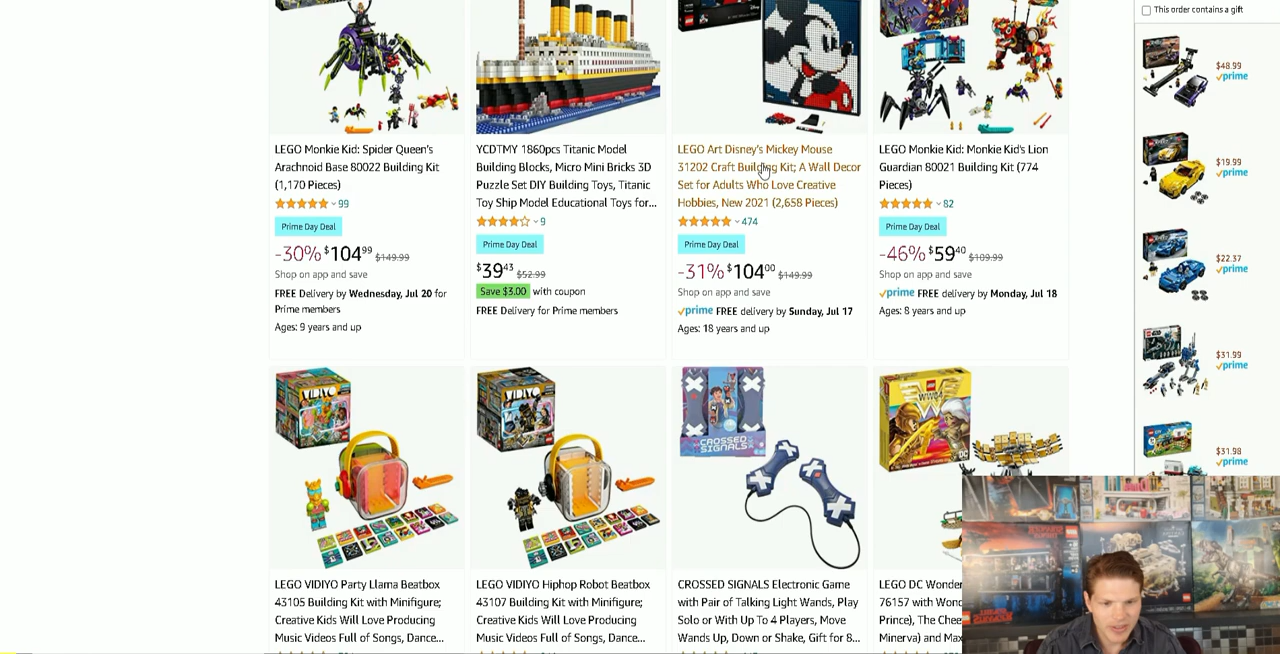 This order contains a gift
$48.99
prime
$19.99
prime
$22.37
prime
$31.99
prime
$31.98
prime
LEGO Monkie Kid: Spider Queen's
Arachnoid Base 80022 Building Kit
(1,170 Pieces)
99
Prime Day Deal
-30% $104.99 $149.99
Shop on app and save
FREE Delivery by Wednesday, Jul 20 for
Prime members
Ages: 9 years and up
YCDTMY 1860pcs Titanic Model
Building Blocks, Micro Mini Bricks 3D
Puzzle Set DIY Building Toys, Titanic
Toy Ship Model Educational Toys for...
9
Prime Day Deal
$39.43 $52.99
Save $3.00 with coupon
FREE Delivery for Prime members
LEGO Art Disney's Mickey Mouse
31202 Craft Building Kit; A Wall Decor
Set for Adults Who Love Creative
Hobbies, New 2021 (2,658 Pieces)
474
Prime Day Deal
-31% $104.00 $149.99
Shop on app and save
prime FREE delivery by Sunday, Jul 17
Ages: 18 years and up
LEGO Monkie Kid: Monkie Kid's Lion
Guardian 80021 Building Kit (774
Pieces)
82
Prime Day Deal
-46% $59.40 $109.99
Shop on app and save
prime FREE delivery by Monday, Jul 18
Ages: 8 years and up
VIDIYO
LEGO VIDIYO Party Llama Beatbox
43105 Building Kit with Minifigure;
Creative Kids Will Love Producing
Music Videos Full of Songs, Dance...
VIDIYO
LEGO VIDIYO Hiphop Robot Beatbox
43107 Building Kit with Minifigure;
Creative Kids Will Love Producing
Music Videos Full of Songs, Dance...
CROSSED
SIGNALS
CROSSED SIGNALS Electronic Game
with Pair of Talking Light Wands, Play
Solo or With Up To 4 Players, Move
Wands Up, Down or Shake, Gift for 8...
WW84
LEGO DC Wonder
76157 with Wond
Prince), The Chee
Minerva) and Max